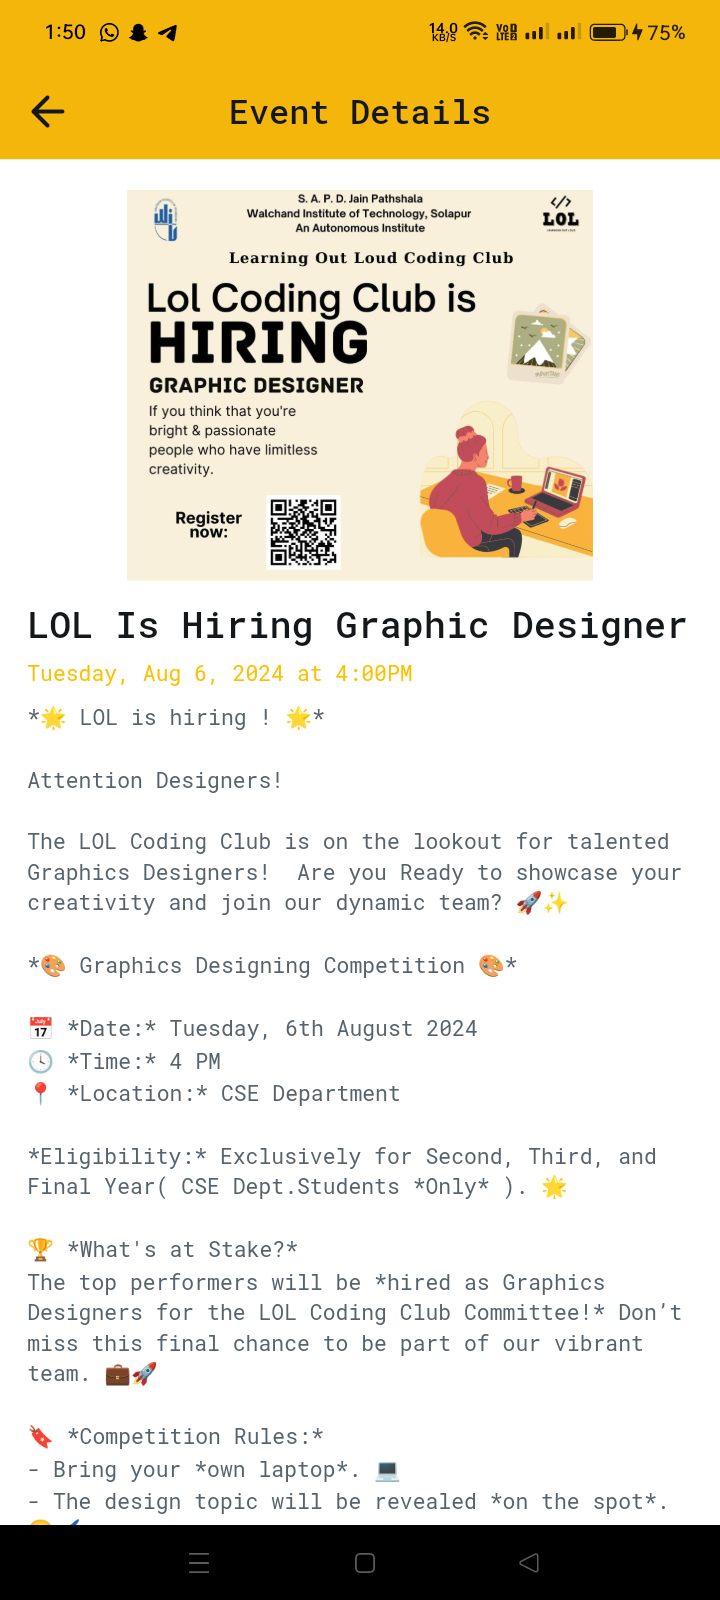 1:50
14.0
KB/S
VoD
LTE2
75%
Event Details
S. A. P. D. Jain Pathshala
Walchand Institute of Technology, Solapur
An Autonomous Institute
</>
LOL
Learning Out Loud Coding Club
Lol Coding Club is
HIRING
GRAPHIC DESIGNER
If you think that you're
bright & passionate
people who have limitless
creativity.
Register
now:
LOL Is Hiring Graphic Designer
Tuesday, Aug 6, 2024 at 4:00PM
*🌟 LOL is hiring ! 🌟*
Attention Designers!
The LOL Coding Club is on the lookout for talented
Graphics Designers!  Are you Ready to showcase your
creativity and join our dynamic team? 🚀✨
*🎨 Graphics Designing Competition 🎨*
📅 *Date:* Tuesday, 6th August 2024
🕓 *Time:* 4 PM
📍 *Location:* CSE Department
*Eligibility:* Exclusively for Second, Third, and
Final Year( CSE Dept.Students *Only* ). 🌟
🏆 *What's at Stake?*
The top performers will be *hired as Graphics
Designers for the LOL Coding Club Committee!* Don’t
miss this final chance to be part of our vibrant
team. 💼🚀
🔖 *Competition Rules:*
- Bring your *own laptop*. 💻
- The design topic will be revealed *on the spot*.